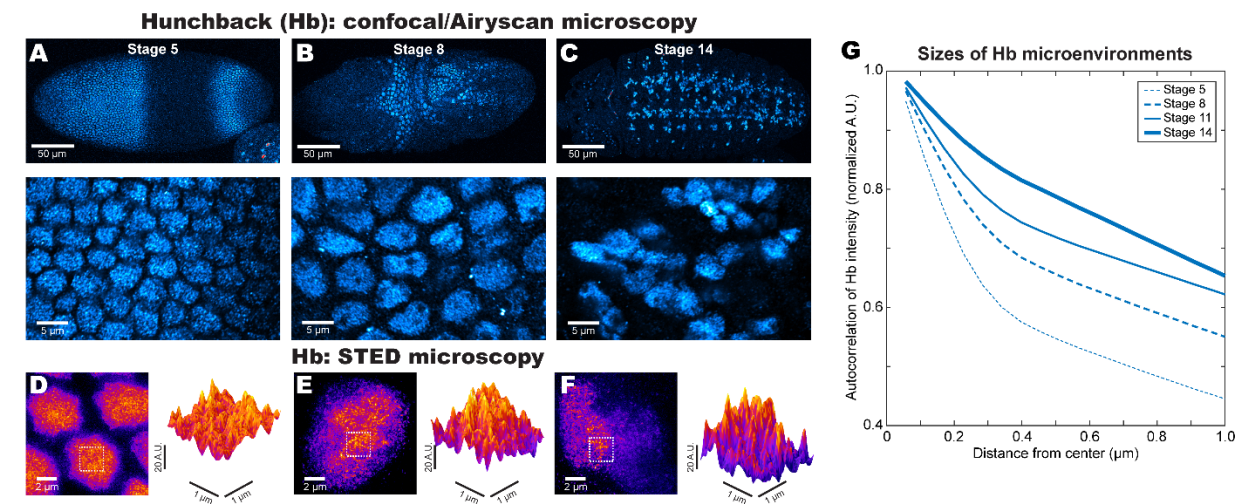 Hunchback (Hb): confocal/Airyscan microscopy
A
Stage 5
B
Stage 8
C
Stage 14
50 µm
50 µm
50 µm
5 µm
5 µm
5 µm
Hb: STED microscopy
D
E
F
2 µm
20 A.U.
1 µm
1 µm
2 µm
20 A.U.
1 µm
1 µm
2 µm
20 A.U.
1 µm
1 µm
G
Sizes of Hb microenvironments
Autocorrelation of Hb intensity (normalized A.U.)
1.0
0.8
0.6
0.4
Stage 5
Stage 8
Stage 11
Stage 14
0 0.2 0.4 0.6 0.8 1.0
Distance from center (µm)